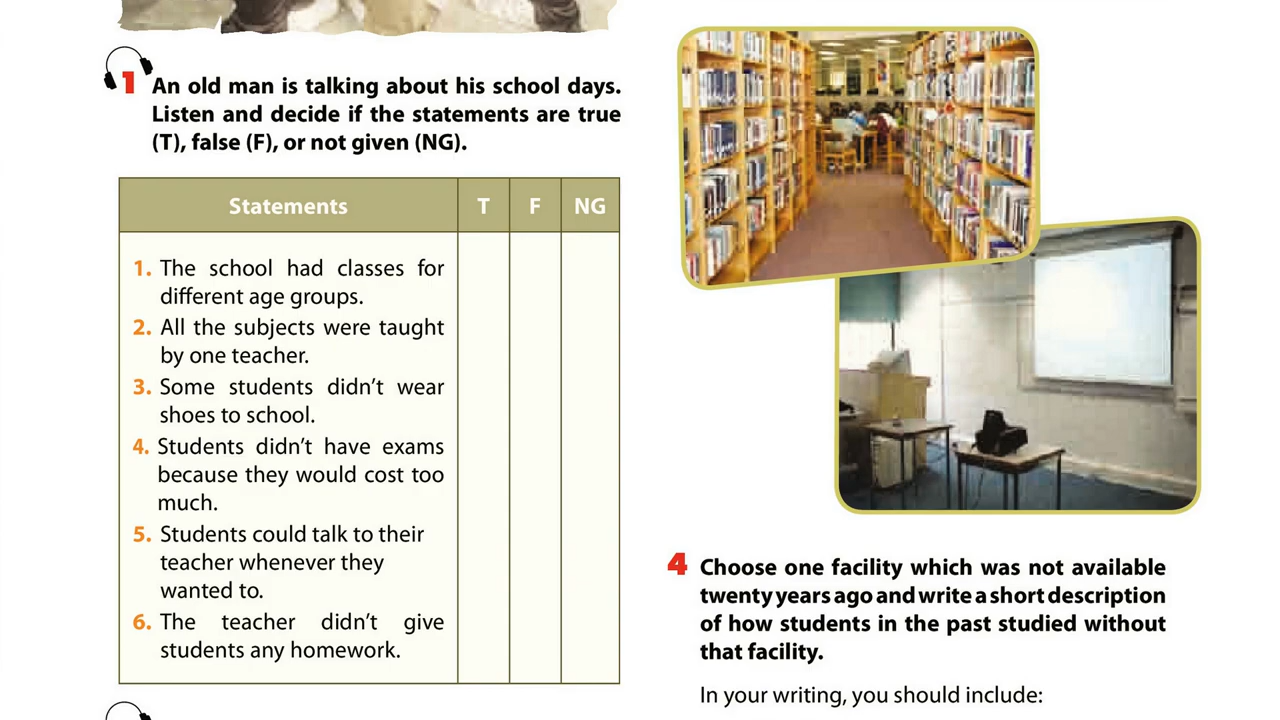 1 An old man is talking about his school days.
Listen and decide if the statements are true
(T), false (F), or not given (NG).
Statements T F NG
1. The school had classes for
different age groups.
2. All the subjects were taught
by one teacher.
3. Some students didn’t wear
shoes to school.
4. Students didn’t have exams
because they would cost too
much.
5. Students could talk to their
teacher whenever they
wanted to.
6. The teacher didn’t give
students any homework.
4 Choose one facility which was not available
twenty years ago and write a short description
of how students in the past studied without
that facility.
In your writing, you should include: